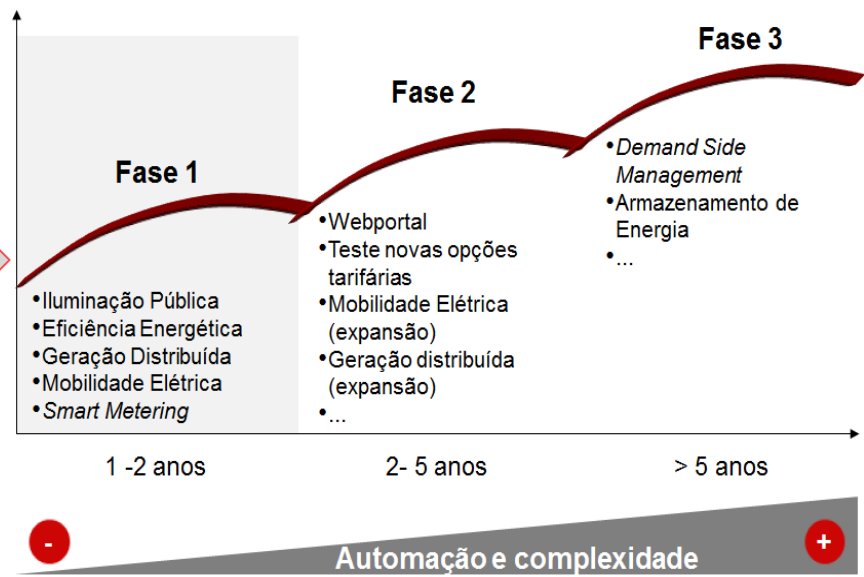 Fase 1
•Iluminação Pública
•Eficiência Energética
•Geração Distribuída
•Mobilidade Elétrica
•Smart Metering
Fase 2
•Webportal
•Teste novas opções
tarifárias
•Mobilidade Elétrica
(expansão)
•Geração distribuída
(expansão)
•...
Fase 3
•Demand Side
Management
•Armazenamento de
Energia
•...
1 -2 anos
2- 5 anos
> 5 anos
-
Automação e complexidade
+